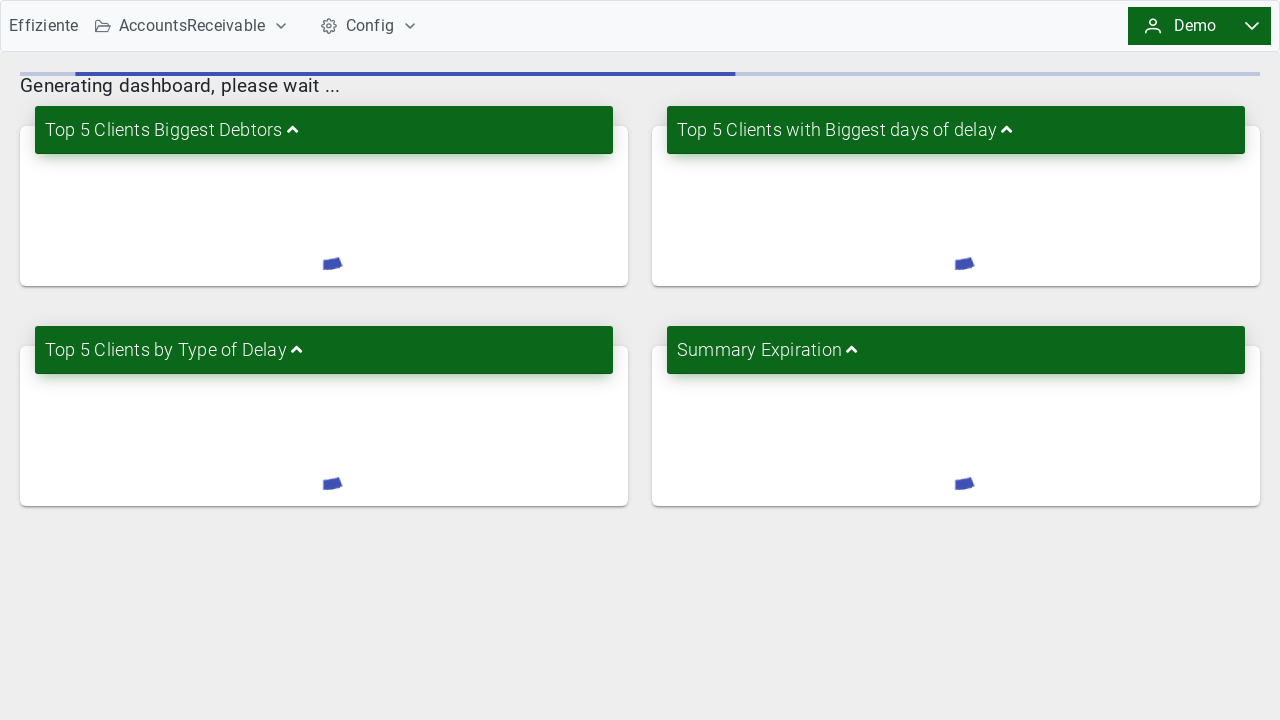 Effiziente AccountsReceivable Config Demo
Generating dashboard, please wait ...
Top 5 Clients Biggest Debtors
Top 5 Clients with Biggest days of delay
Top 5 Clients by Type of Delay
Summary Expiration